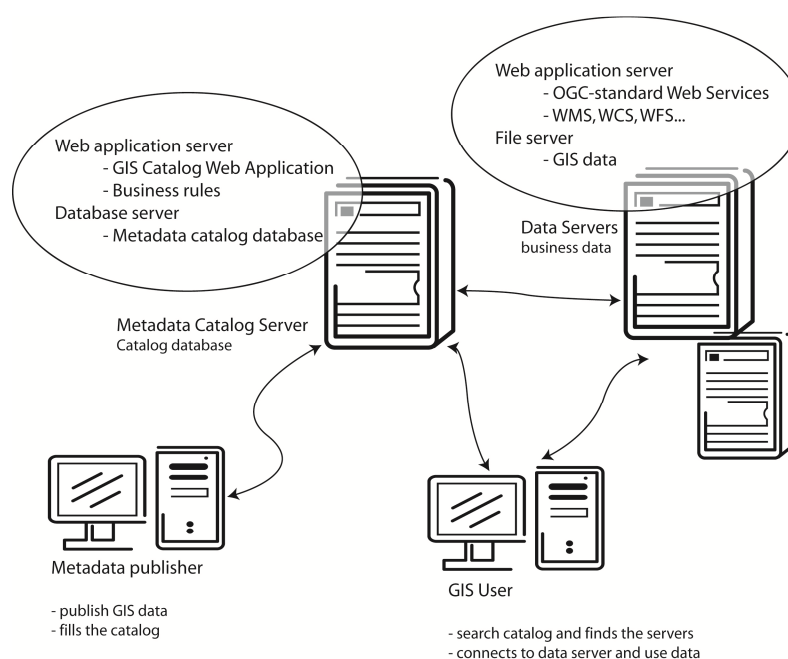 Web application server
- OGC-standard Web Services
- WMS, WCS, WFS...
File server
- GIS data
Web application server
- GIS Catalog Web Application
- Business rules
Database server
- Metadata catalog database
Data Servers
business data
Metadata Catalog Server
Catalog database
Metadata publisher
- publish GIS data
- fills the catalog
GIS User
- search catalog and finds the servers
- connects to data server and use data